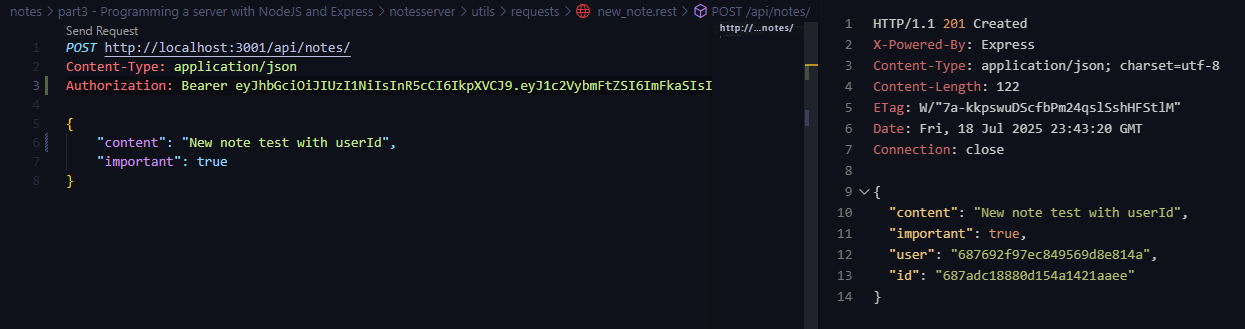 notes > part3 - Programming a server with NodeJS and Express > notesserver > utils > requests > new_note.rest > POST /api/notes/
Send Request
http://...notes/
1 POST http://localhost:3001/api/notes/
2 Content-Type: application/json
3 Authorization: Bearer eyJhbGciOiJIUzI1NiIsInR5cCI6IkpXVCJ9.eyJ1c2VybmFtZSI6ImFkaSIsI
4
5 {
6 "content": "New note test with userId",
7 "important": true
8 }
1 HTTP/1.1 201 Created
2 X-Powered-By: Express
3 Content-Type: application/json; charset=utf-8
4 Content-Length: 122
5 ETag: W/"7a-kkpswuDScfbPm24qslSshHFStlM"
6 Date: Fri, 18 Jul 2025 23:43:20 GMT
7 Connection: close
8
9 {
10 "content": "New note test with userId",
11 "important": true,
12 "user": "687692f97ec849569d8e814a",
13 "id": "687adc18880d154a1421aaee"
14 }